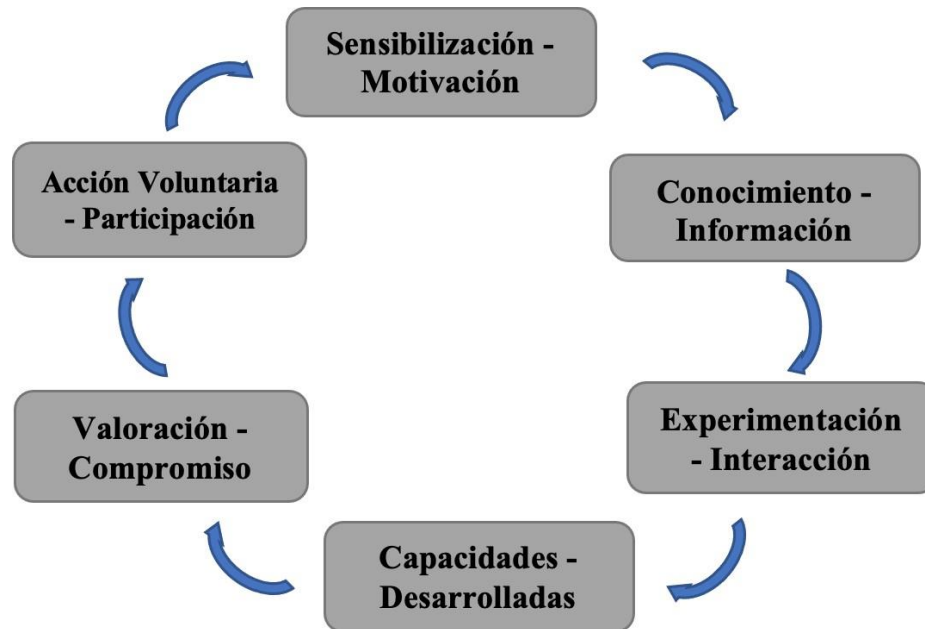 Sensibilización -
Motivación
Conocimiento -
Información
Experimentación
- Interacción
Capacidades -
Desarrolladas
Valoración -
Compromiso
Acción Voluntaria
- Participación